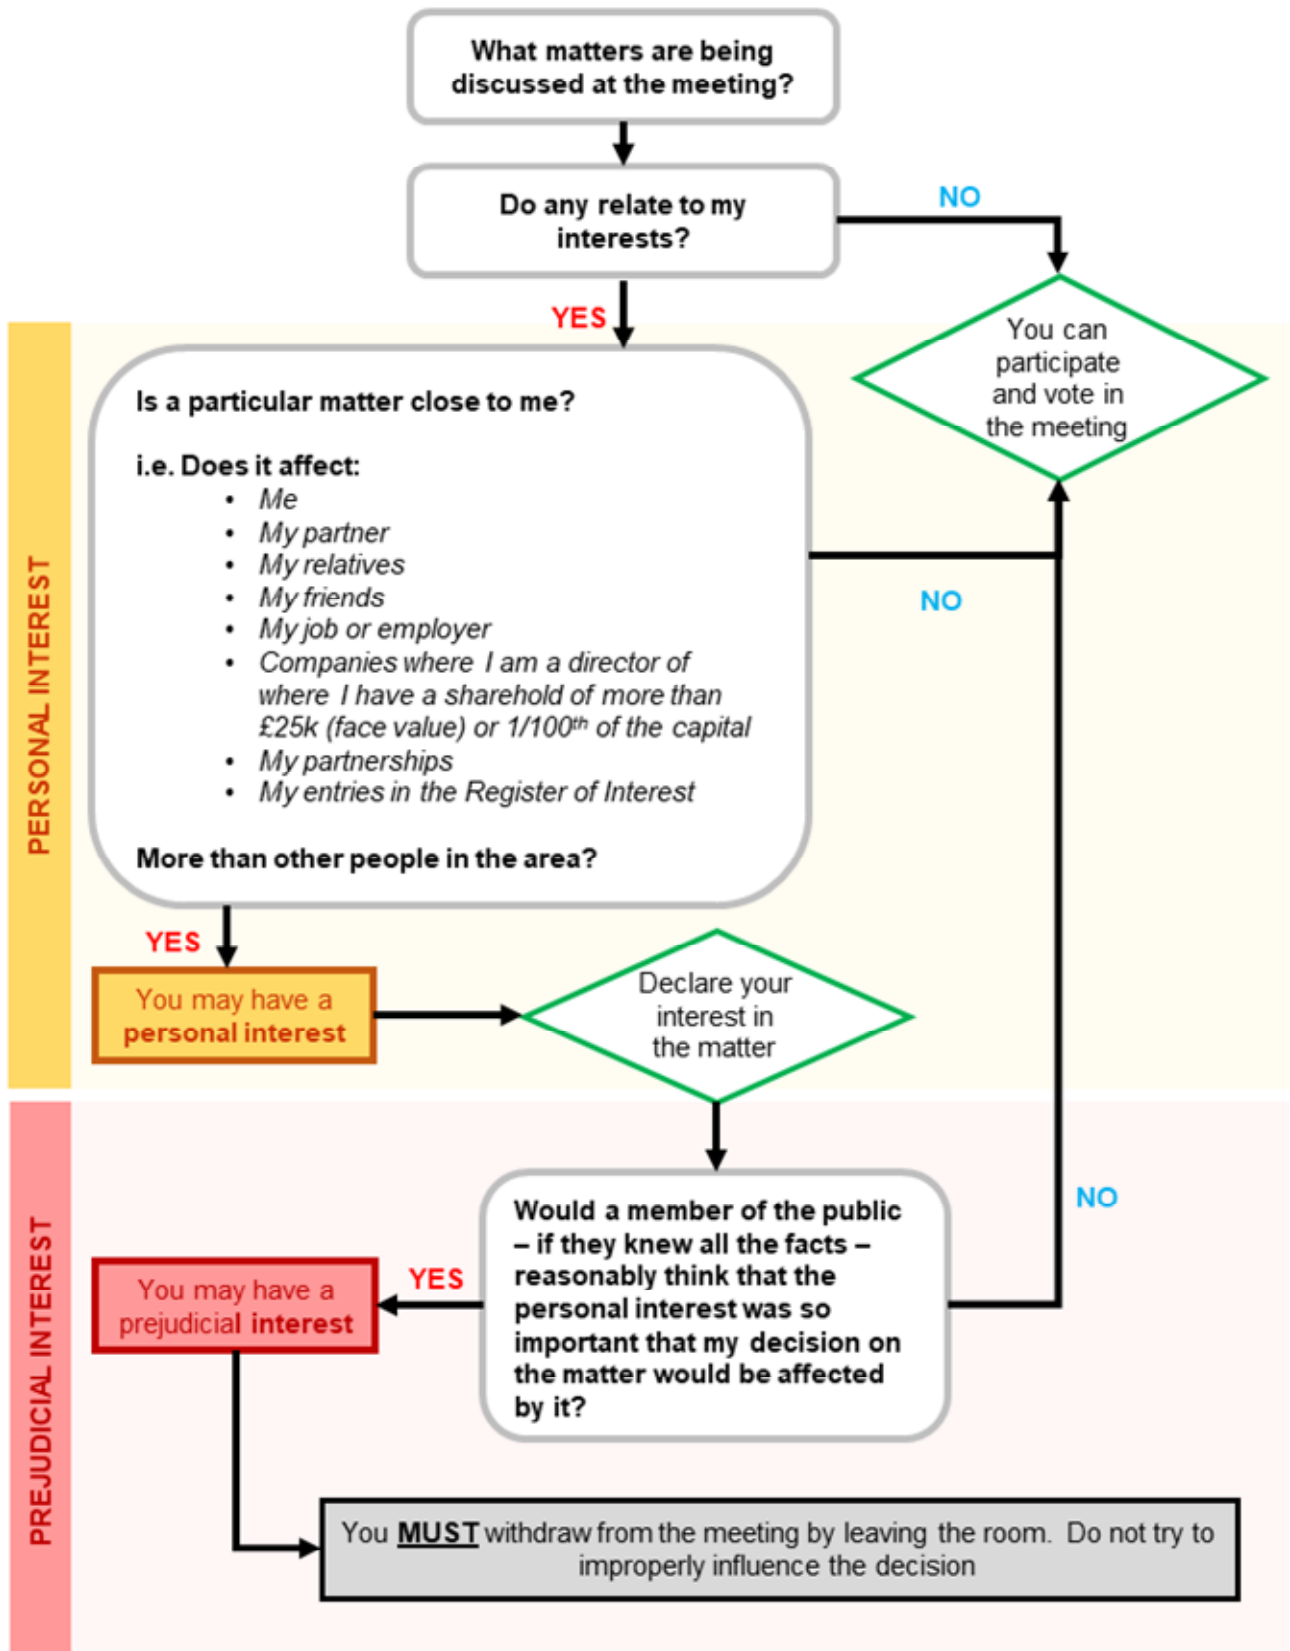 What matters are being
discussed at the meeting?
Do any relate to my
interests?
NO
YES
You can
participate
and vote in
the meeting
PERSONAL INTEREST
Is a particular matter close to me?
i.e. Does it affect:
• Me
• My partner
• My relatives
• My friends
• My job or employer
• Companies where I am a director of
where I have a sharehold of more than
£25k (face value) or 1/100th of the capital
• My partnerships
• My entries in the Register of Interest
More than other people in the area?
NO
YES
You may have a
personal interest
Declare your
interest in
the matter
PREJUDICIAL INTEREST
Would a member of the public
– if they knew all the facts –
reasonably think that the
personal interest was so
important that my decision on
the matter would be affected
by it?
NO
YES
You may have a
prejudicial interest
You MUST withdraw from the meeting by leaving the room. Do not try to
improperly influence the decision